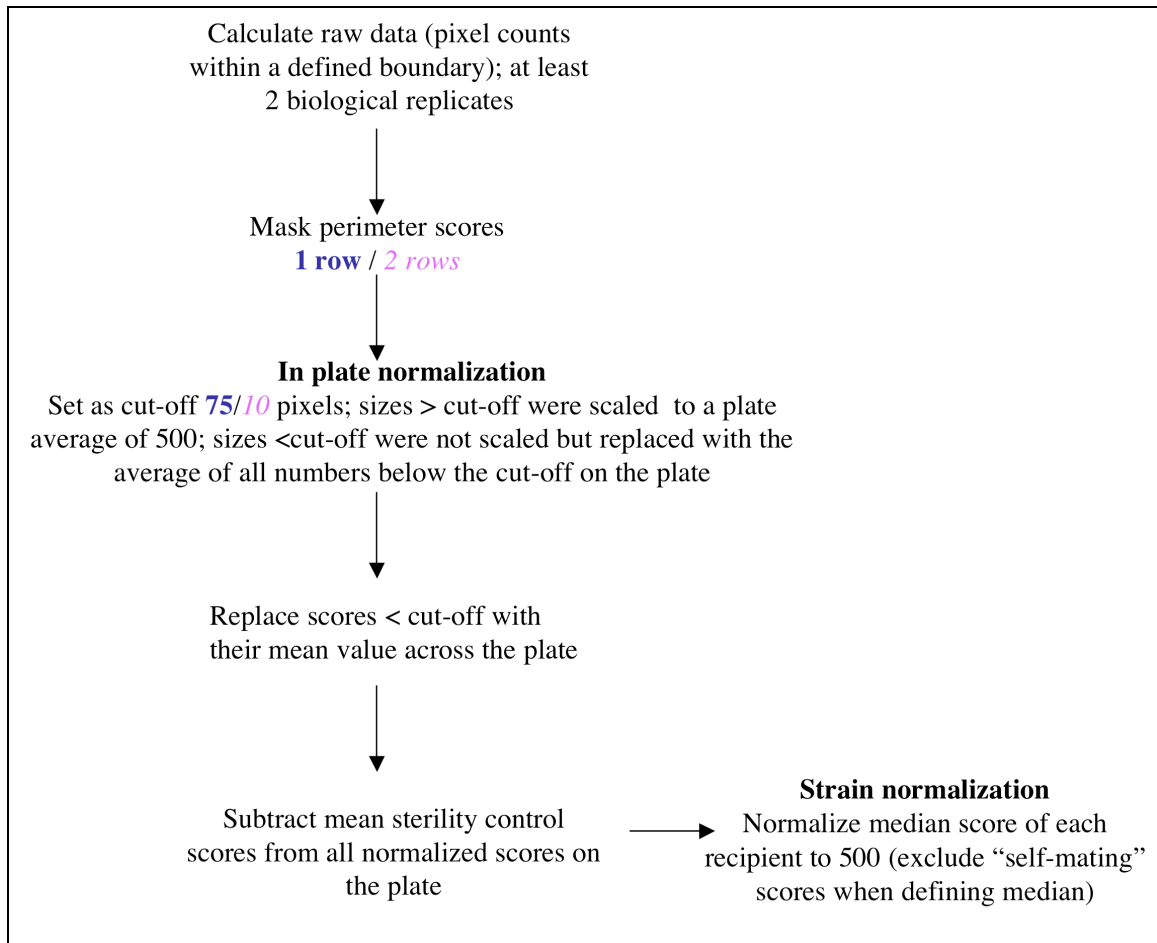 Calculate raw data (pixel counts
within a defined boundary); at least
2 biological replicates
Mask perimeter scores
1 row / 2 rows
In plate normalization
Set as cut-off 75/10 pixels; sizes > cut-off were scaled to a plate
average of 500; sizes <cut-off were not scaled but replaced with the
average of all numbers below the cut-off on the plate
Replace scores < cut-off with
their mean value across the plate
Subtract mean sterility control
scores from all normalized scores on
the plate
Strain normalization
Normalize median score of each
recipient to 500 (exclude “self-mating”
scores when defining median)